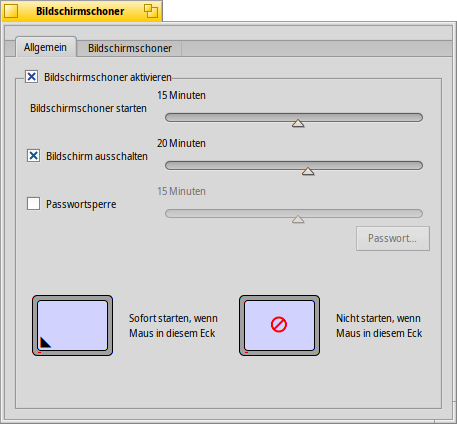 Bildschirmschoner
Allgemein
Bildschirmschoner
Bildschirmschoner aktivieren
15 Minuten
Bildschirmschoner starten
20 Minuten
Bildschirm ausschalten
15 Minuten
Passwortsperre
Passwort...
Sofort starten, wenn
Maus in diesem Eck
Nicht starten, wenn
Maus in diesem Eck